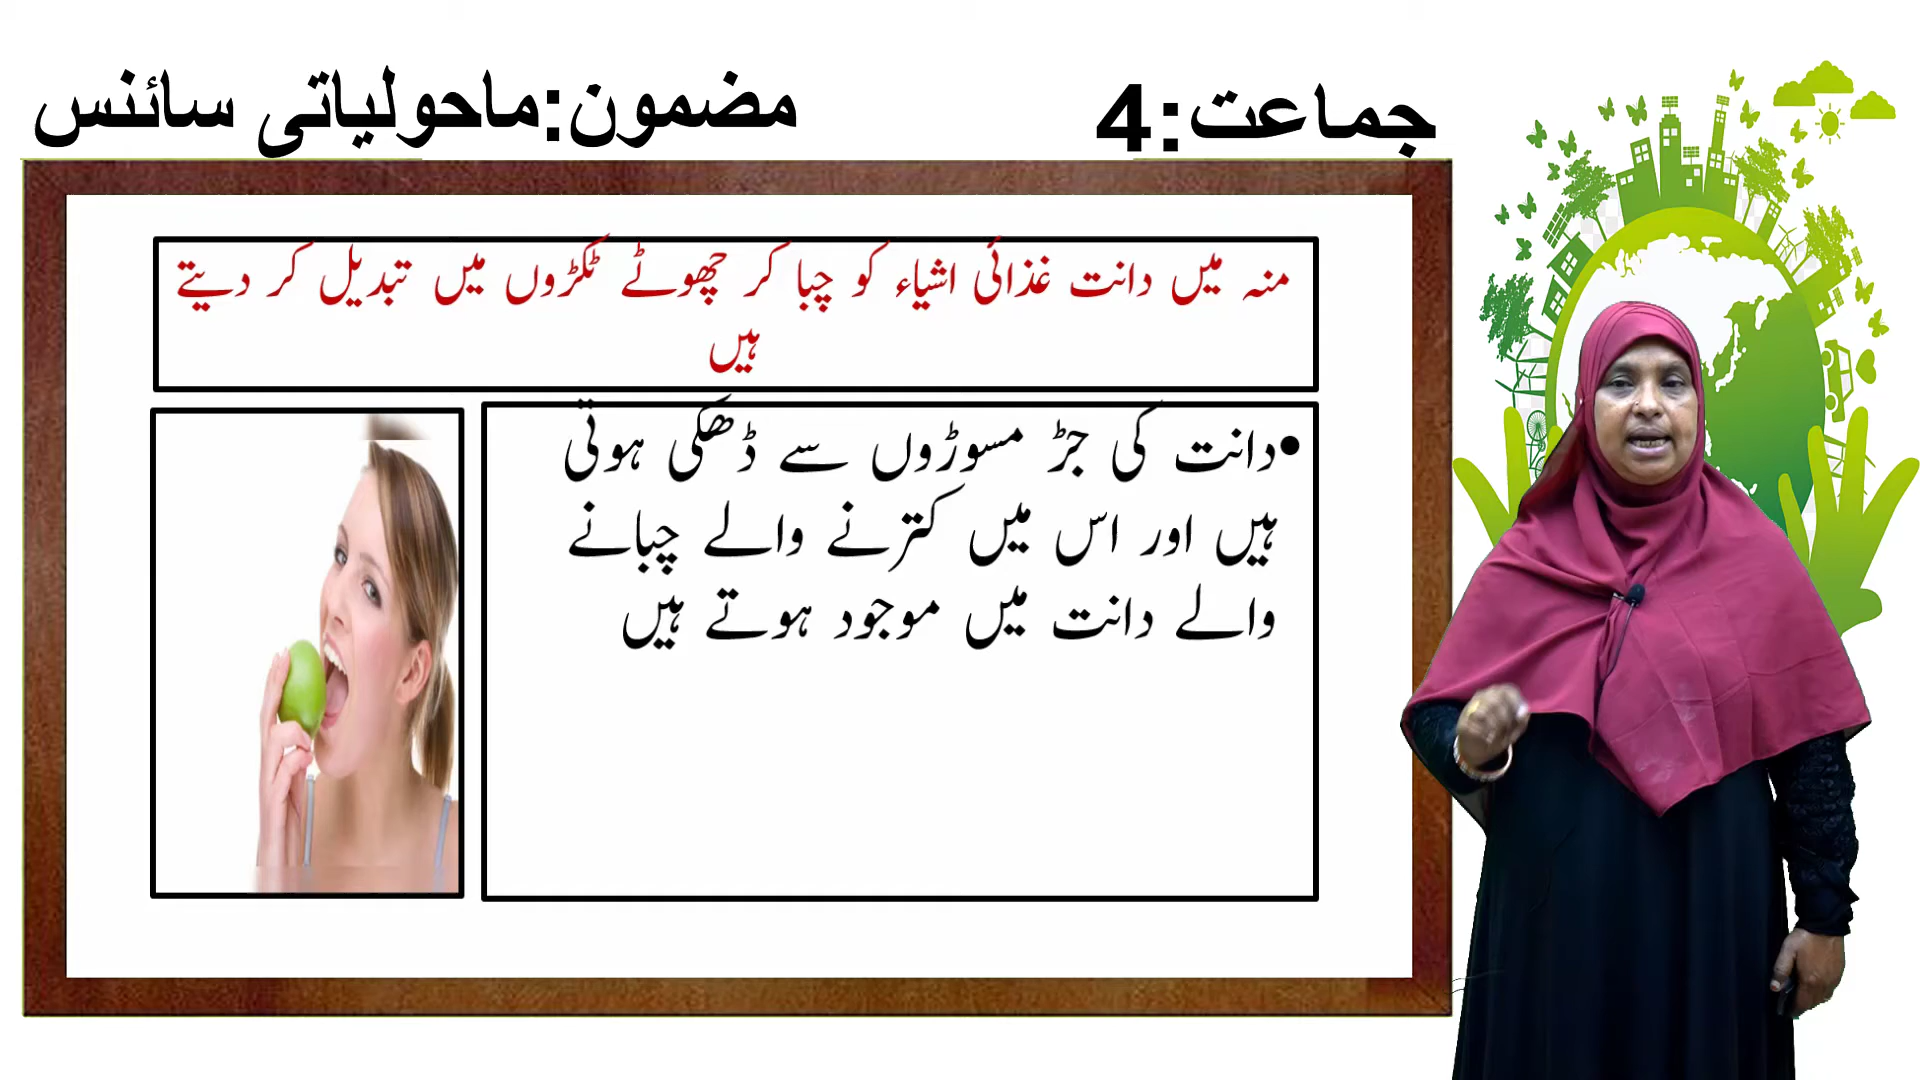 جماعت:4
مضمون:ماحولیاتی سائنس
منہ میں دانت غذائی اشیاء کو چبا کر چھوٹے ٹکڑوں میں تبدیل کر دیتے
ہیں
•دانت کی جڑ مسوڑوں سے ڈھکی ہوتی
ہیں اور اس میں کترنے والے چبانے
والے دانت میں موجود ہوتے ہیں